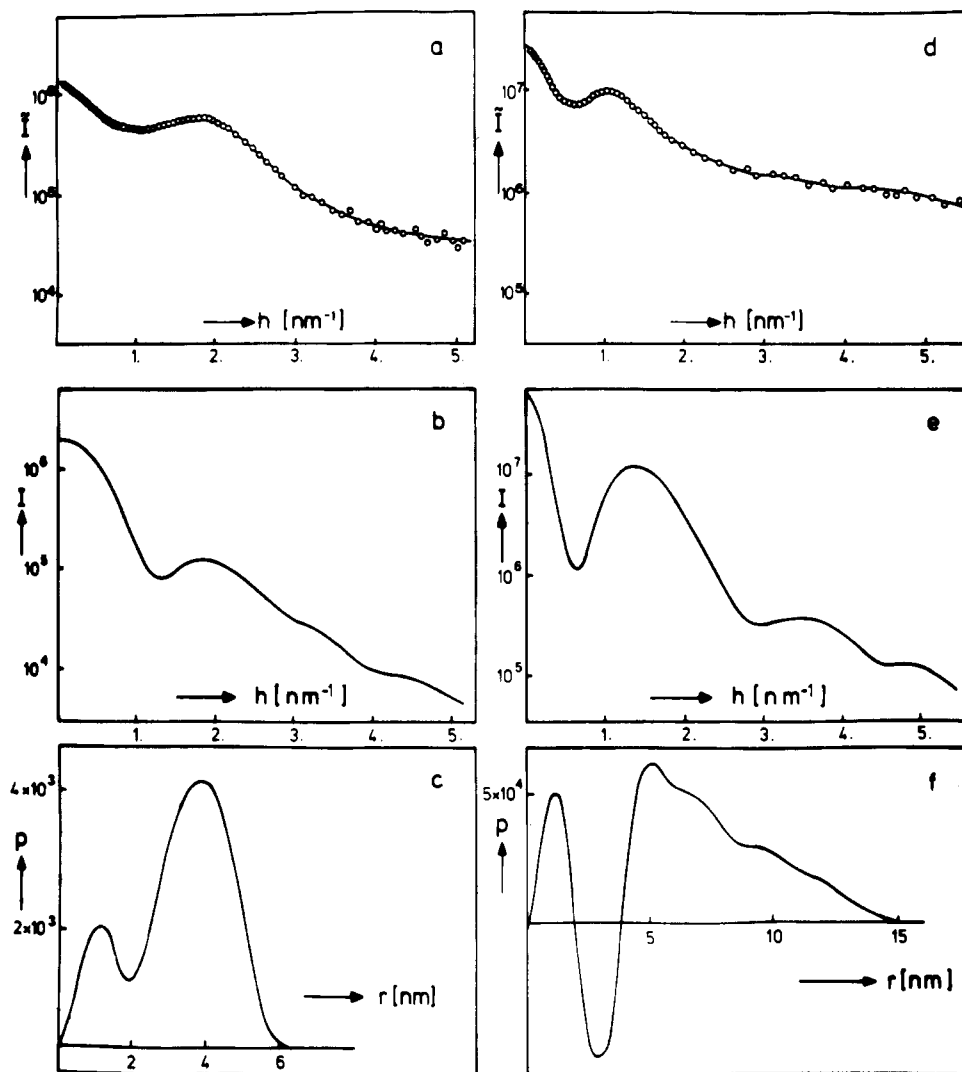 a
10⁶
Ĩ
10⁵
10⁴
h [nm⁻¹]
1. 2. 3. 4. 5.
d
10⁷
Ĩ
10⁶
10⁵
h [nm⁻¹]
1. 2. 3. 4. 5.
b
10⁶
I
10⁵
10⁴
h [nm⁻¹]
1. 2. 3. 4. 5.
e
10⁷
I
10⁶
10⁵
h [nm⁻¹]
1. 2. 3. 4. 5.
c
4×10³
p
2×10³
r [nm]
2 4 6
f
5×10⁴
p
5 10 15
r [nm]